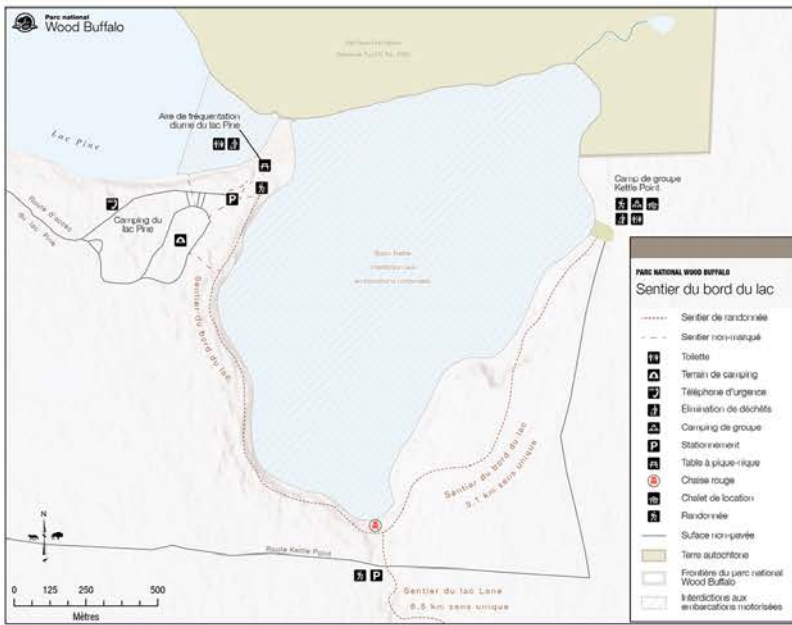 Parc national
Wood Buffalo
Lac Pine
Aire de fréquentation
diurne du lac Pine
Route d'accès
du lac Pine
Camping du
lac Pine
Sentier du bord du lac
Camp de groupe
Kettle Point
Sentier du bord du lac
3.1 km sens unique
Route Kettle Point
Sentier du lac Lane
6.5 km sens unique
N
0 125 250 500
Mètres
PARC NATIONAL WOOD BUFFALO
Sentier du bord du lac
Sentier de randonnée
Sentier non-marqué
Toilette
Terrain de camping
Téléphone d'urgence
Élimination de déchêts
Camping de groupe
P Stationnement
Table à pique-nique
Chaise rouge
Chalet de location
Randonnée
Suface non-pavée
Terre autochtone
Frontière du parc national
Wood Buffalo
Interdictions aux
embarcations motorisées